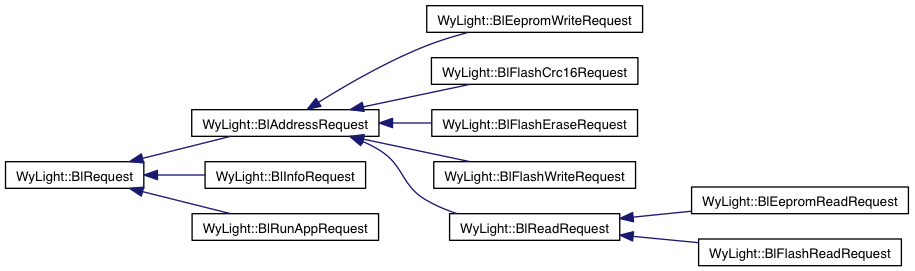 WyLight::BlEepromWriteRequest
WyLight::BlFlashCrc16Request
WyLight::BlAddressRequest
WyLight::BlFlashEraseRequest
WyLight::BlRequest
WyLight::BlInfoRequest
WyLight::BlFlashWriteRequest
WyLight::BlEepromReadRequest
WyLight::BlRunAppRequest
WyLight::BlReadRequest
WyLight::BlFlashReadRequest